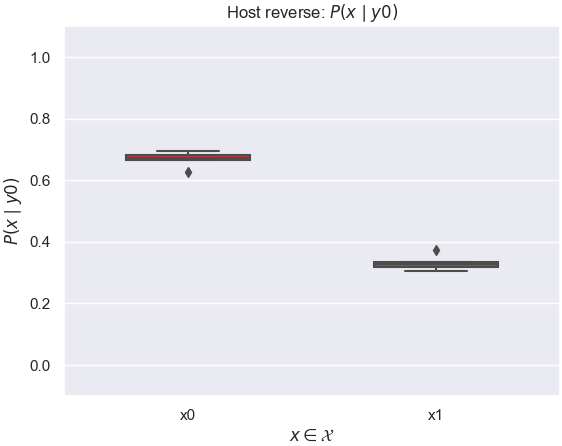 Host reverse: P(x | y0)
P(x | y0)
1.0
0.8
0.6
0.4
0.2
0.0
x0 x1
x ∈ 𝒳